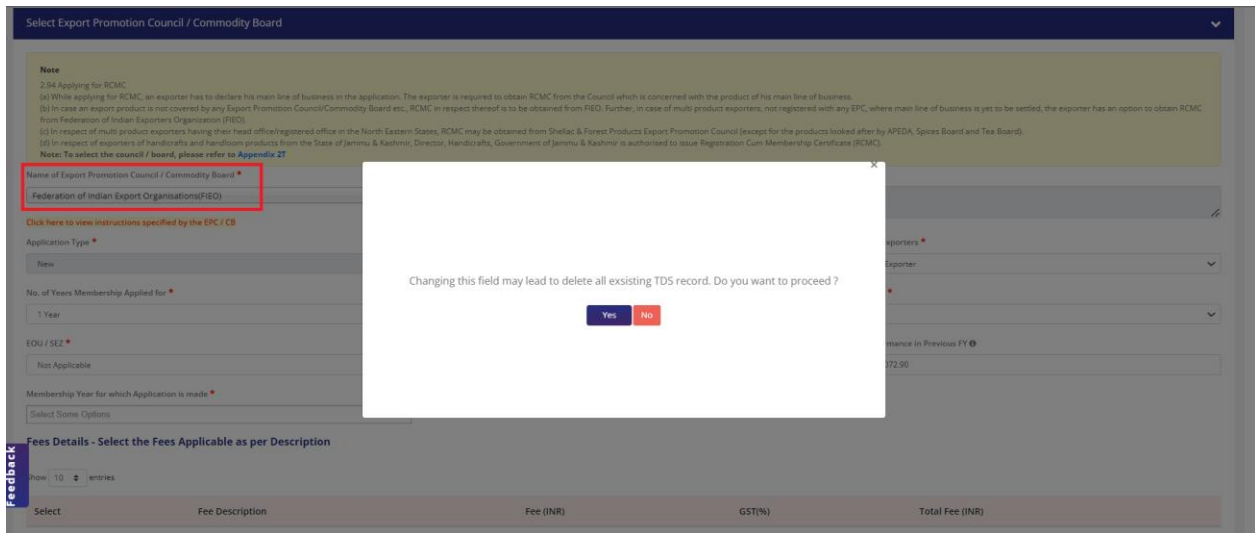 Select Export Promotion Council / Commodity Board
Note
2.94 Applying for RCMC
(a) While applying for RCMC, an exporter has to declare his main line of business in the application. The exporter is required to obtain RCMC from the Council which is concerned with the product of his main line of business.
(b) In case an export product is not covered by any Export Promotion Council/Commodity Board etc., RCMC in respect thereof is to be obtained from FIEO. Further, in case of multi product exporters, not registered with any EPC, where main line of business is yet to be settled, the exporter has an option to obtain RCMC
from Federation of Indian Exporters Organization (FIEO).
(c) In respect of multi product exporters having their head office/registered office in the North Eastern States, RCMC may be obtained from Shellac & Forest Products Export Promotion Council (except for the products looked after by APEDA, Spices Board and Tea Board).
(d) In respect of exporters of handicrafts and handloom products from the State of Jammu & Kashmir, Director, Handicrafts, Government of Jammu & Kashmir is authorised to issue Registration Cum Membership Certificate (RCMC).
Note: To select the council / board, please refer to Appendix 2T
Name of Export Promotion Council / Commodity Board *
×
Federation of Indian Export Organisations(FIEO)
Click here to view instructions specified by the EPC / CB
Application Type *
xporters *
New
Exporter
Changing this field may lead to delete all exsisting TDS record. Do you want to proceed ?
No. of Years Membership Applied for *
*
1 Year
Yes No
EOU / SEZ *
rmance in Previous FY
Not Applicable
072.90
Membership Year for which Application is made *
Select Some Options
Fees Details - Select the Fees Applicable as per Description
Feedback
Show 10 entries
Select Fee Description Fee (INR) GST(%) Total Fee (INR)